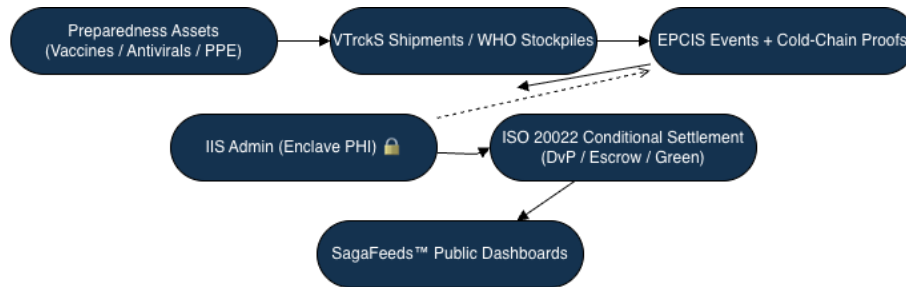 Preparedness Assets
(Vaccines / Antivirals / PPE)
VTrckS Shipments / WHO Stockpiles
EPCIS Events + Cold-Chain Proofs
IIS Admin (Enclave PHI) 🔒
ISO 20022 Conditional Settlement
(DvP / Escrow / Green)
SagaFeeds™ Public Dashboards